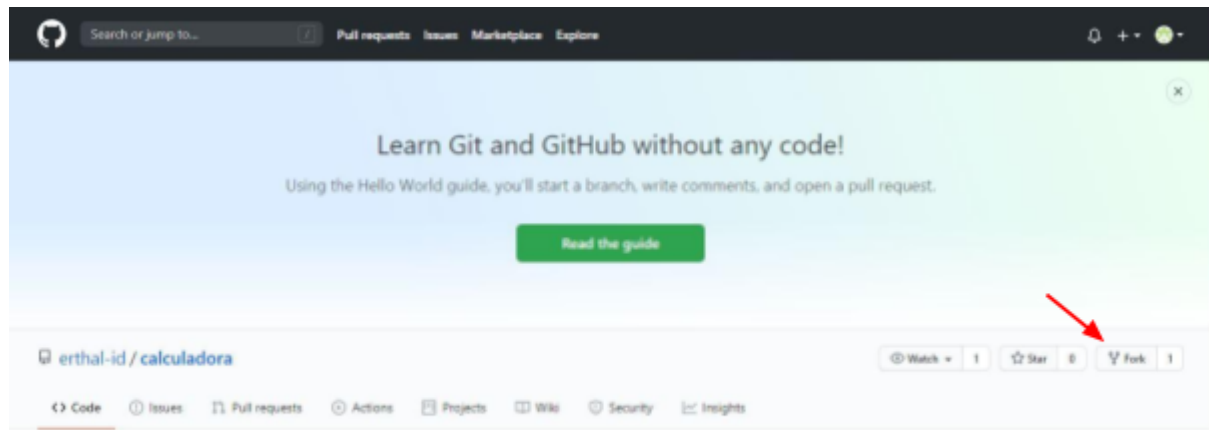 Search or jump to... /
Pull requests Issues Marketplace Explore
Learn Git and GitHub without any code!
Using the Hello World guide, you'll start a branch, write comments, and open a pull request.
Read the guide
erthal-id / calculadora
Watch 1 Star 0 Fork 1
Code Issues Pull requests Actions Projects Wiki Security Insights